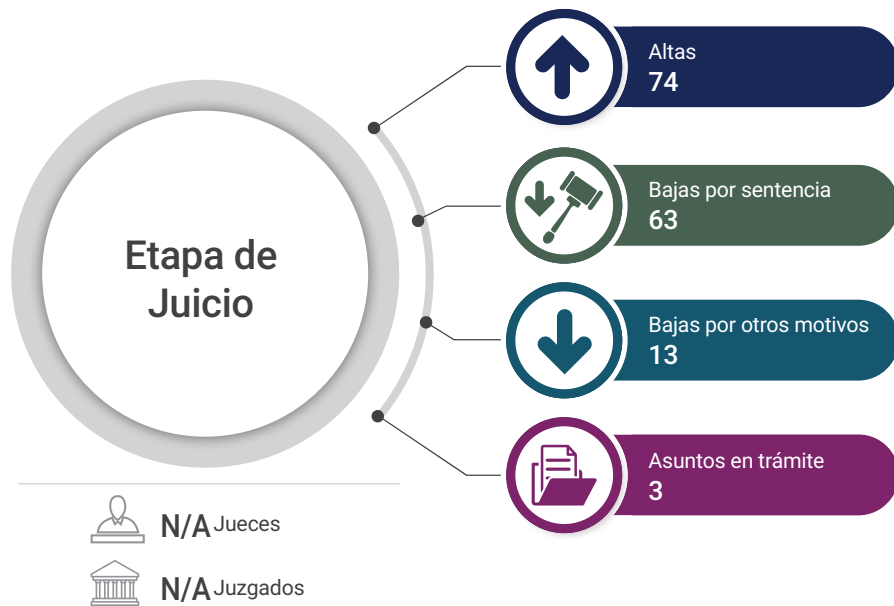 Etapa de
Juicio
Altas
74
Bajas por sentencia
63
Bajas por otros motivos
13
Asuntos en trámite
3
N/A Jueces
N/A Juzgados